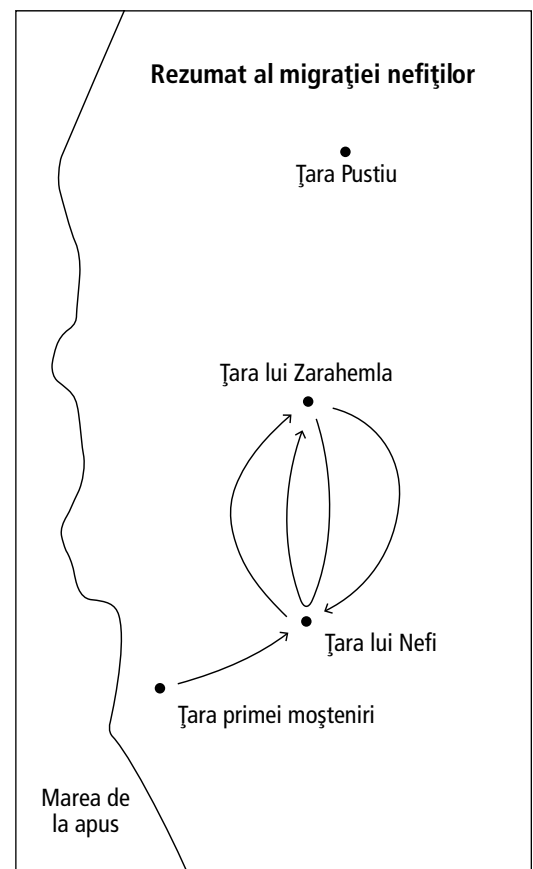 Rezumat al migraţiei nefiţilor
Ţara Pustiu
Ţara lui Zarahemla
Ţara lui Nefi
Ţara primei moşteniri
Marea de
la apus